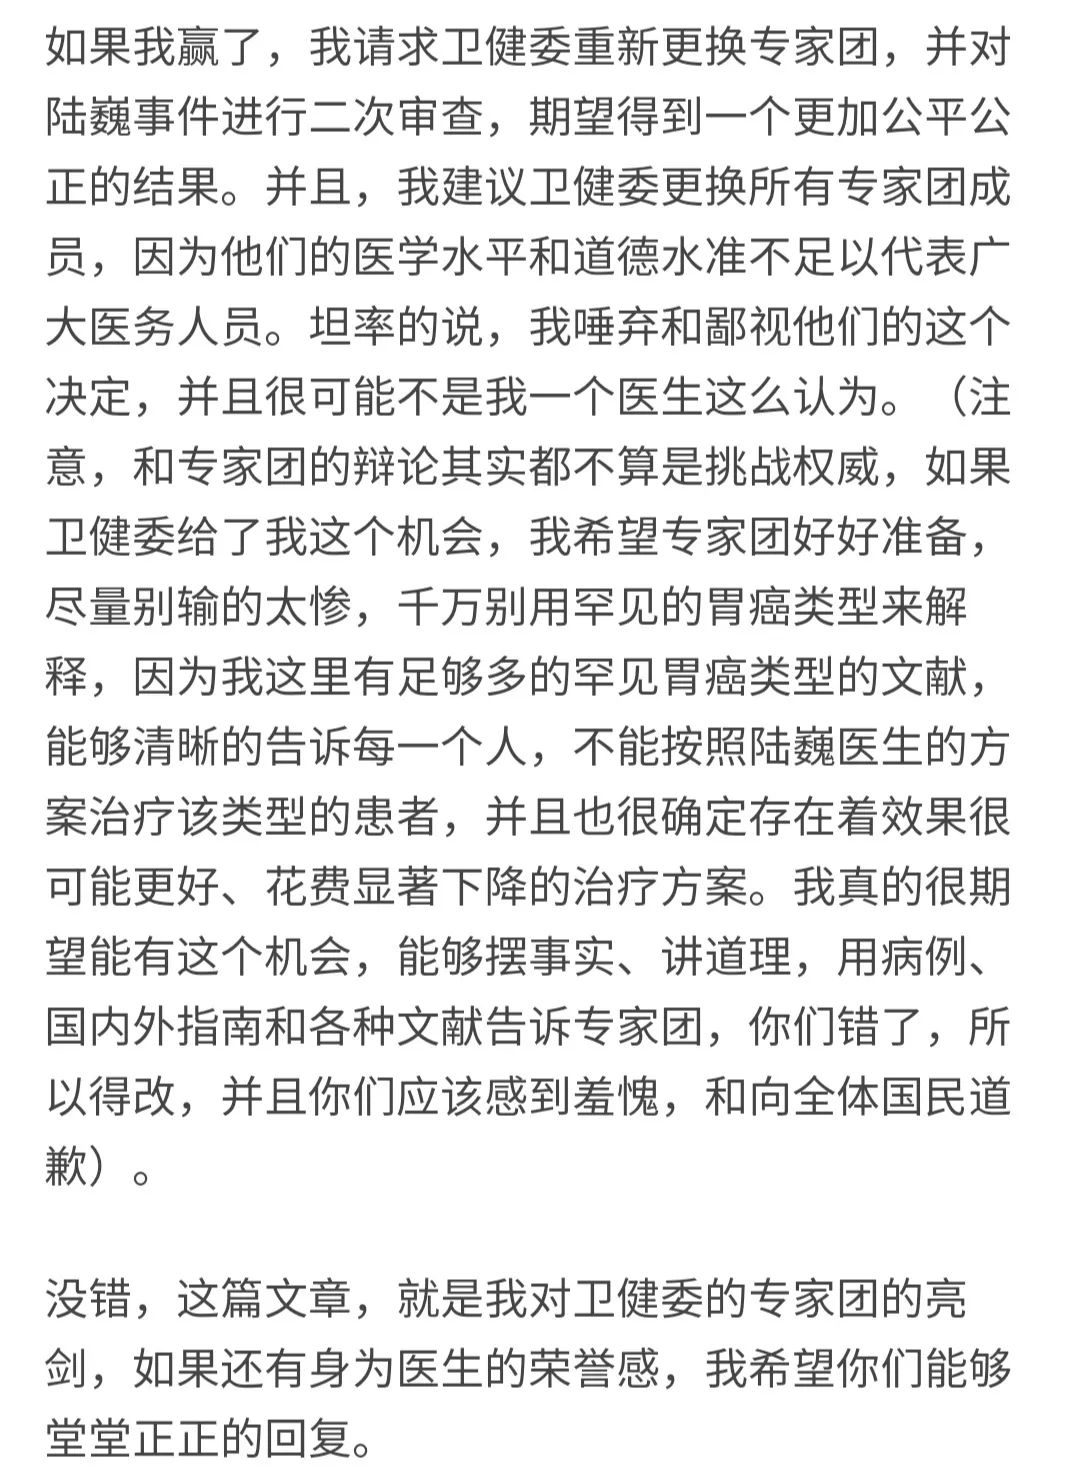 如果我赢了，我请求卫健委重新更换专家团，并对
陆巍事件进行二次审查，期望得到一个更加公平公
正的结果。并且，我建议卫健委更换所有专家团成
员，因为他们的医学水平和道德水准不足以代表广
大医务人员。坦率的说，我唾弃和鄙视他们的这个
决定，并且很可能不是我一个医生这么认为。（注
意，和专家团的辩论其实都不算是挑战权威，如果
卫健委给了我这个机会，我希望专家团好好准备，
尽量别输的太惨，千万别用罕见的胃癌类型来解
释，因为我这里有足够多的罕见胃癌类型的文献，
能够清晰的告诉每一个人，不能按照陆巍医生的方
案治疗该类型的患者，并且也很确定存在着效果很
可能更好、花费显著下降的治疗方案。我真的很期
望能有这个机会，能够摆事实、讲道理，用病例、
国内外指南和各种文献告诉专家团，你们错了，所
以得改，并且你们应该感到羞愧，和向全体国民道
歉）。
没错，这篇文章，就是我对卫健委的专家团的亮
剑，如果还有身为医生的荣誉感，我希望你们能够
堂堂正正的回复。